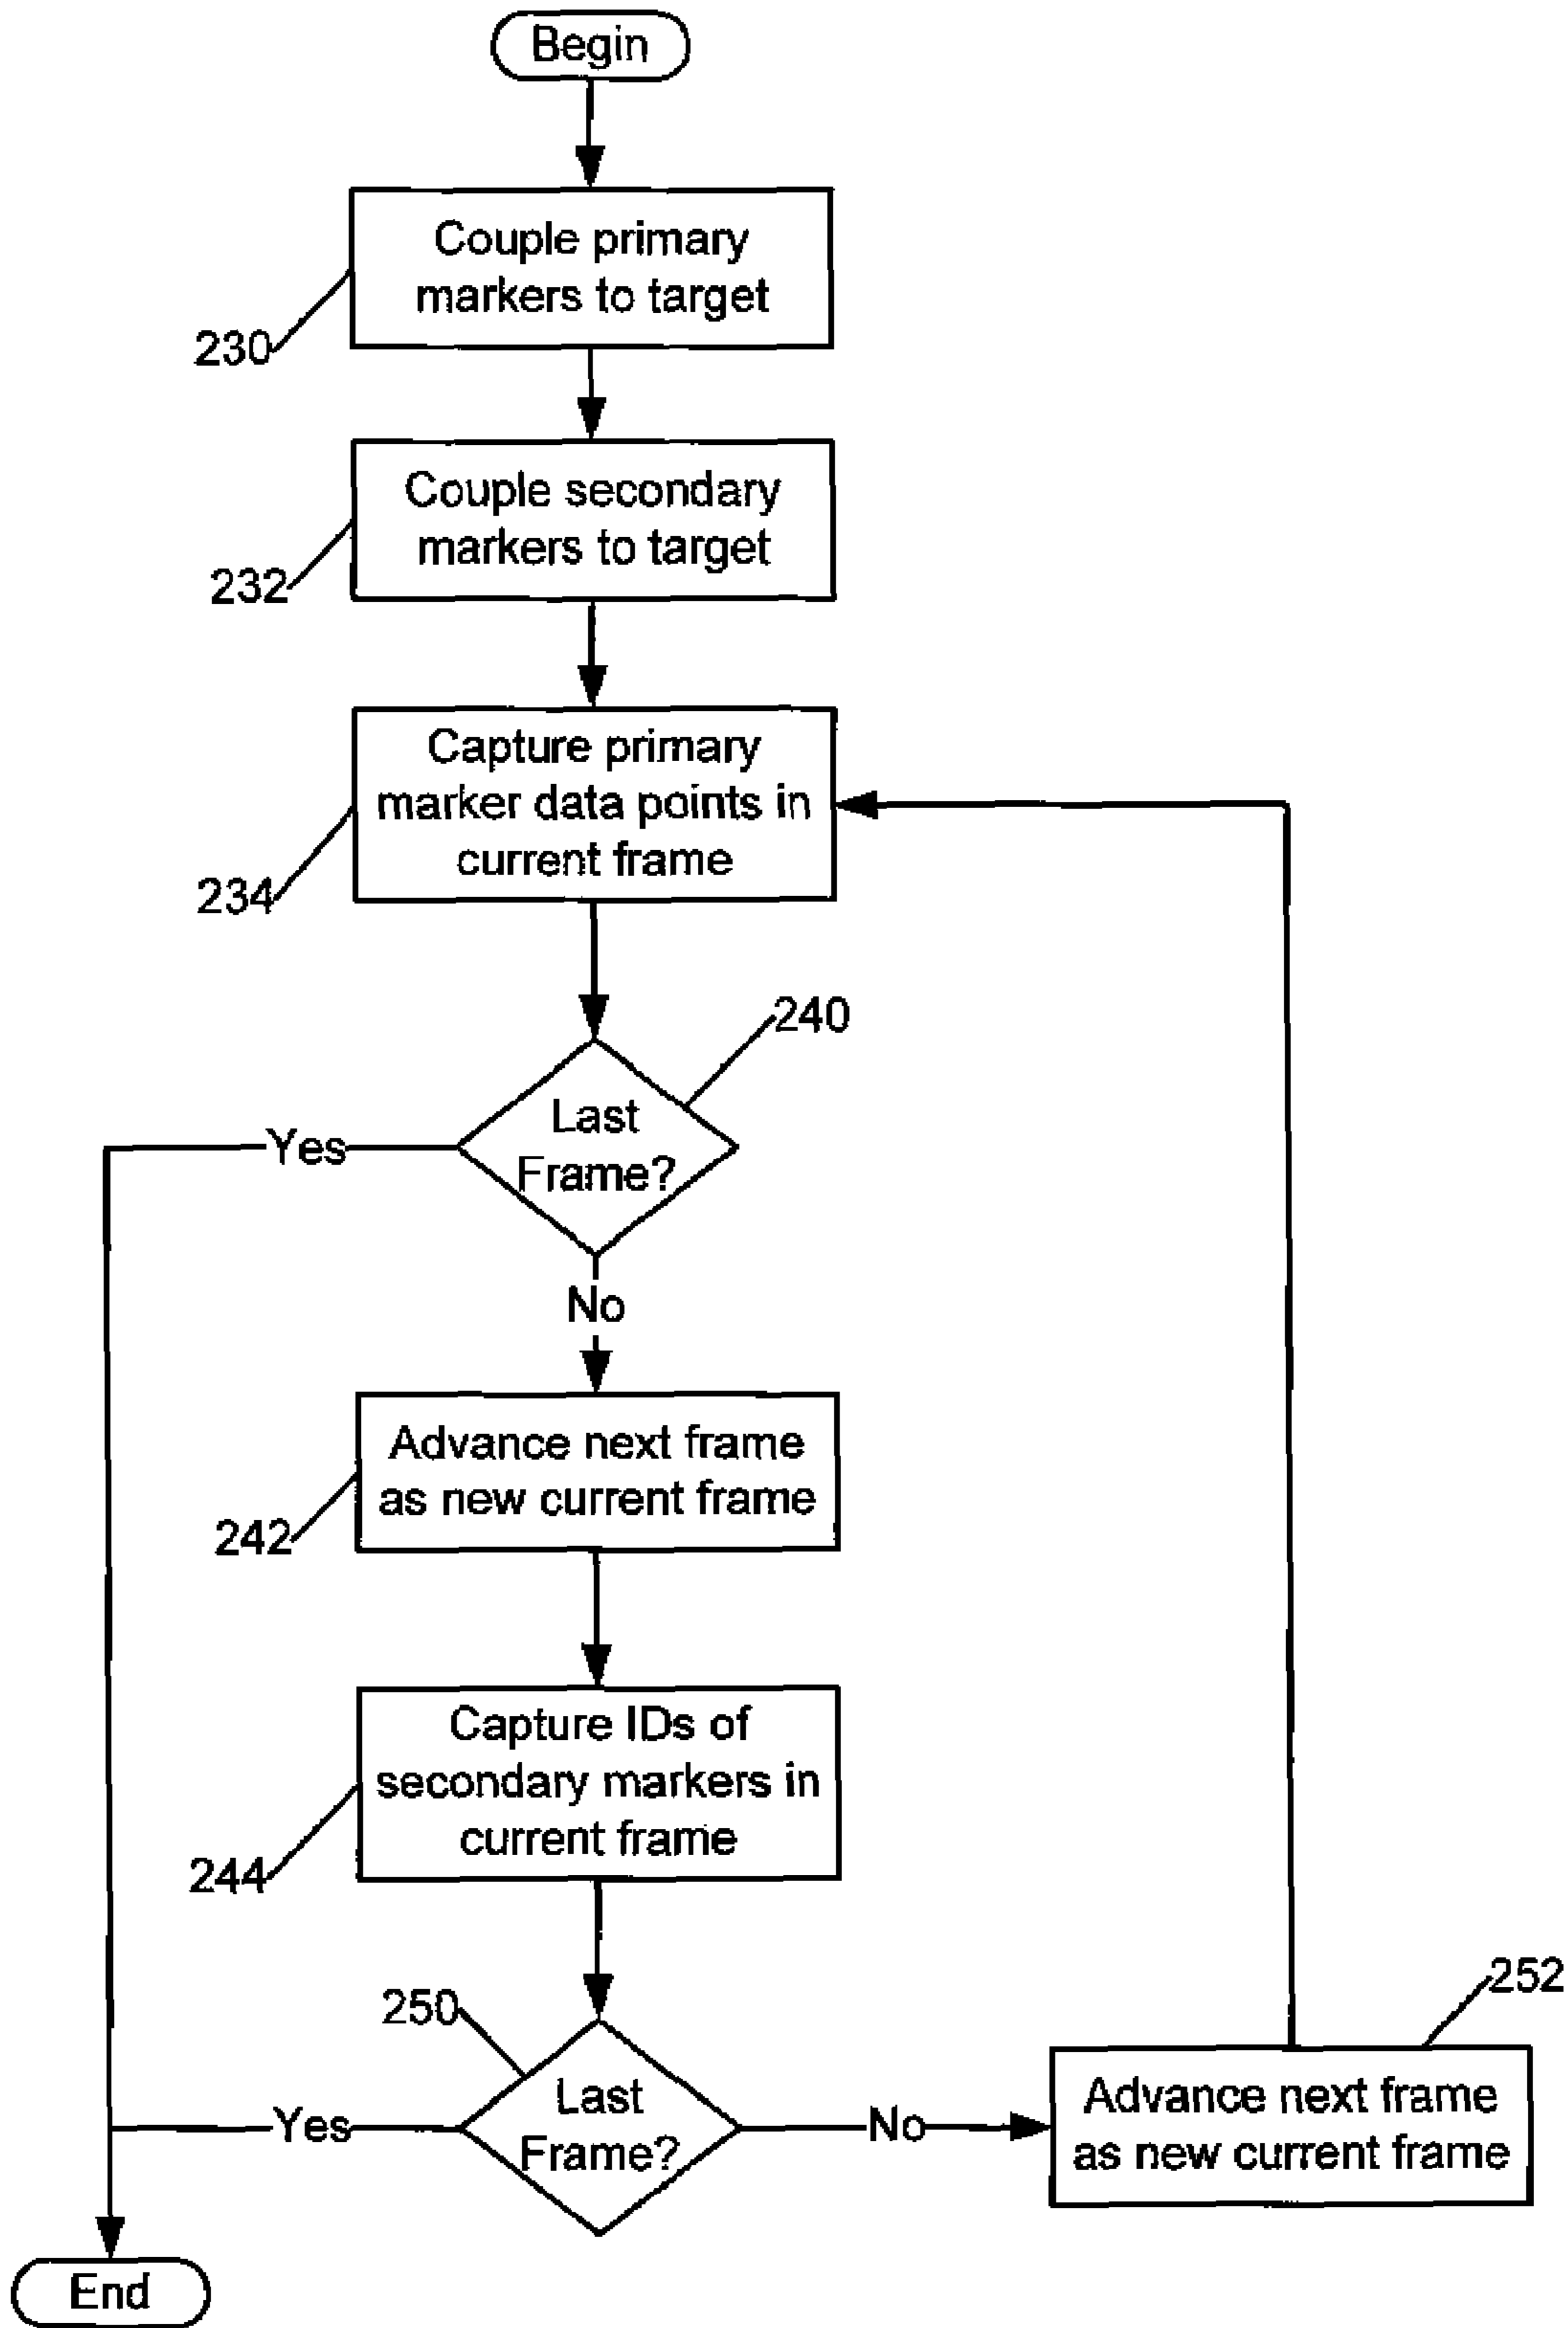 Begin
Couple primary
markers to target
230
Couple secondary
markers to target
232
Capture primary
marker data points in
current frame
234
240
Last
Frame?
Yes
No
Advance next frame
as new current frame
242
Capture IDs of
secondary markers in
current frame
244
250
252
Last
Frame?
Yes
No
Advance next frame
as new current frame
End